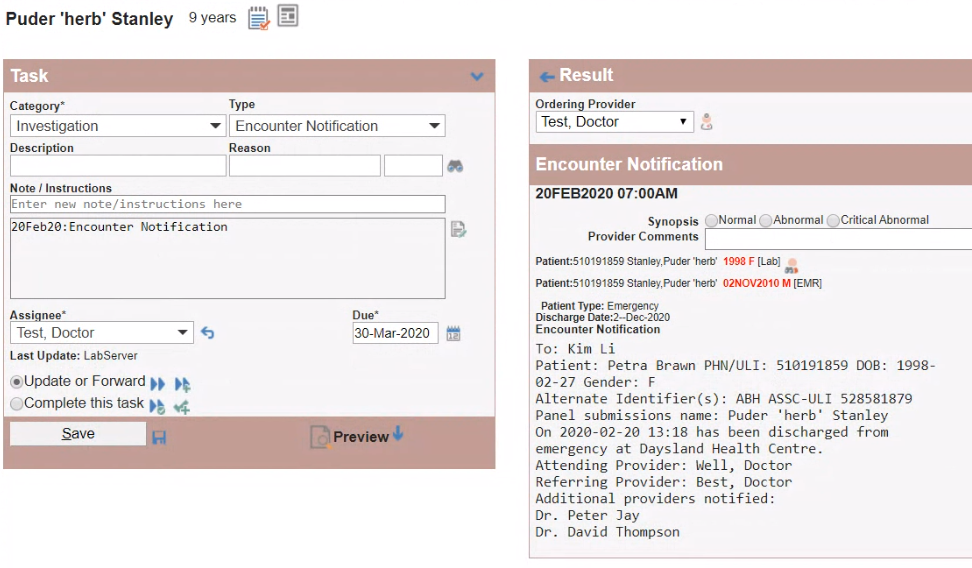 Puder 'herb' Stanley 9 years
Task
Category* Type
Investigation Encounter Notification
Description Reason
Note / Instructions
Enter new note/instructions here
20Feb20:Encounter Notification
Assignee* Due*
Test, Doctor 30-Mar-2020
Last Update: LabServer
Update or Forward
Complete this task
Save Preview
Result
Ordering Provider
Test, Doctor
Encounter Notification
20FEB2020 07:00AM
Synopsis Normal Abnormal Critical Abnormal
Provider Comments
Patient:510191859 Stanley,Puder 'herb' 1998 F [Lab]
Patient:510191859 Stanley,Puder 'herb' 02NOV2010 M [EMR]
Patient Type: Emergency
Discharge Date:2--Dec-2020
Encounter Notification
To: Kim Li
Patient: Petra Brawn PHN/ULI: 510191859 DOB: 1998-
02-27 Gender: F
Alternate Identifier(s): ABH ASSC-ULI 528581879
Panel submissions name: Puder 'herb' Stanley
On 2020-02-20 13:18 has been discharged from
emergency at Daysland Health Centre.
Attending Provider: Well, Doctor
Referring Provider: Best, Doctor
Additional providers notified:
Dr. Peter Jay
Dr. David Thompson